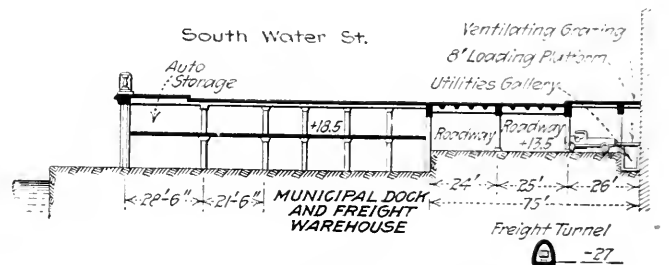 South Water St.
Ventilating Grating
8' Loading Platform
Utilities Gallery
Auto
Storage
+18.5
Roadway
Roadway
+13.5
28'-6"
21'-6"
24'
25'
26'
75'
MUNICIPAL DOCK
AND FREIGHT
WAREHOUSE
Freight Tunnel
-27